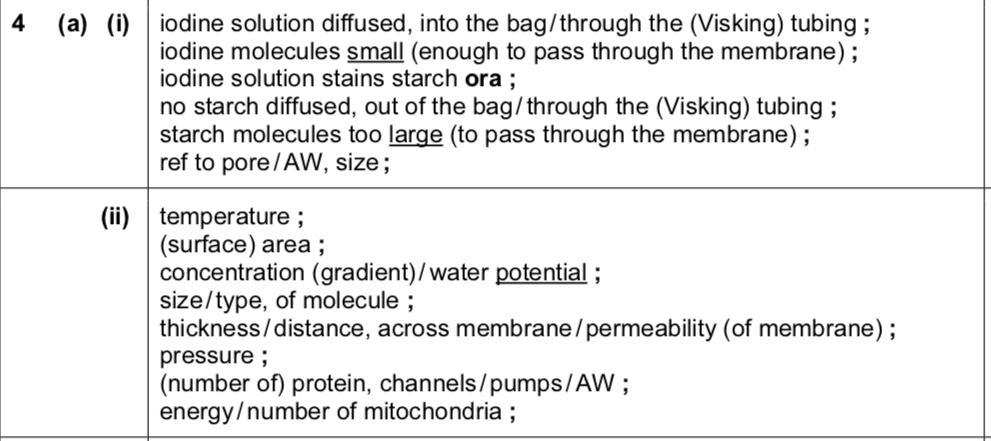 4 (a) (i) iodine solution diffused, into the bag/through the (Visking) tubing ;
iodine molecules small (enough to pass through the membrane) ;
iodine solution stains starch ora ;
no starch diffused, out of the bag/through the (Visking) tubing ;
starch molecules too large (to pass through the membrane) ;
ref to pore/AW, size ;
(ii) temperature ;
(surface) area ;
concentration (gradient)/water potential ;
size/type, of molecule ;
thickness/distance, across membrane/permeability (of membrane) ;
pressure ;
(number of) protein, channels/pumps/AW ;
energy/number of mitochondria ;